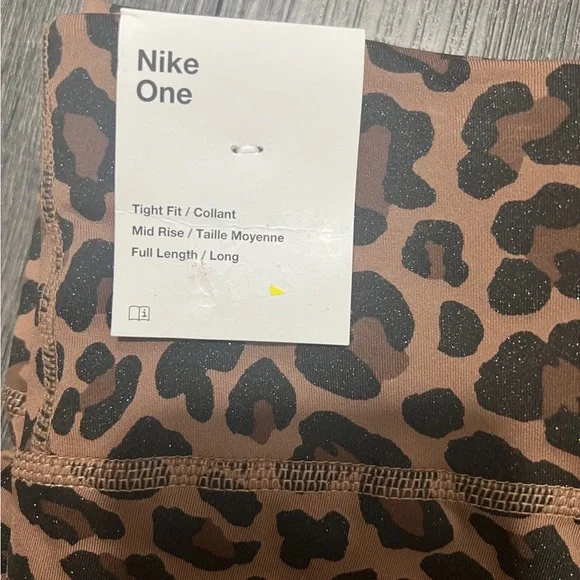 Nike
One
Tight Fit / Collant
Mid Rise / Taille Moyenne
Full Length / Long
i